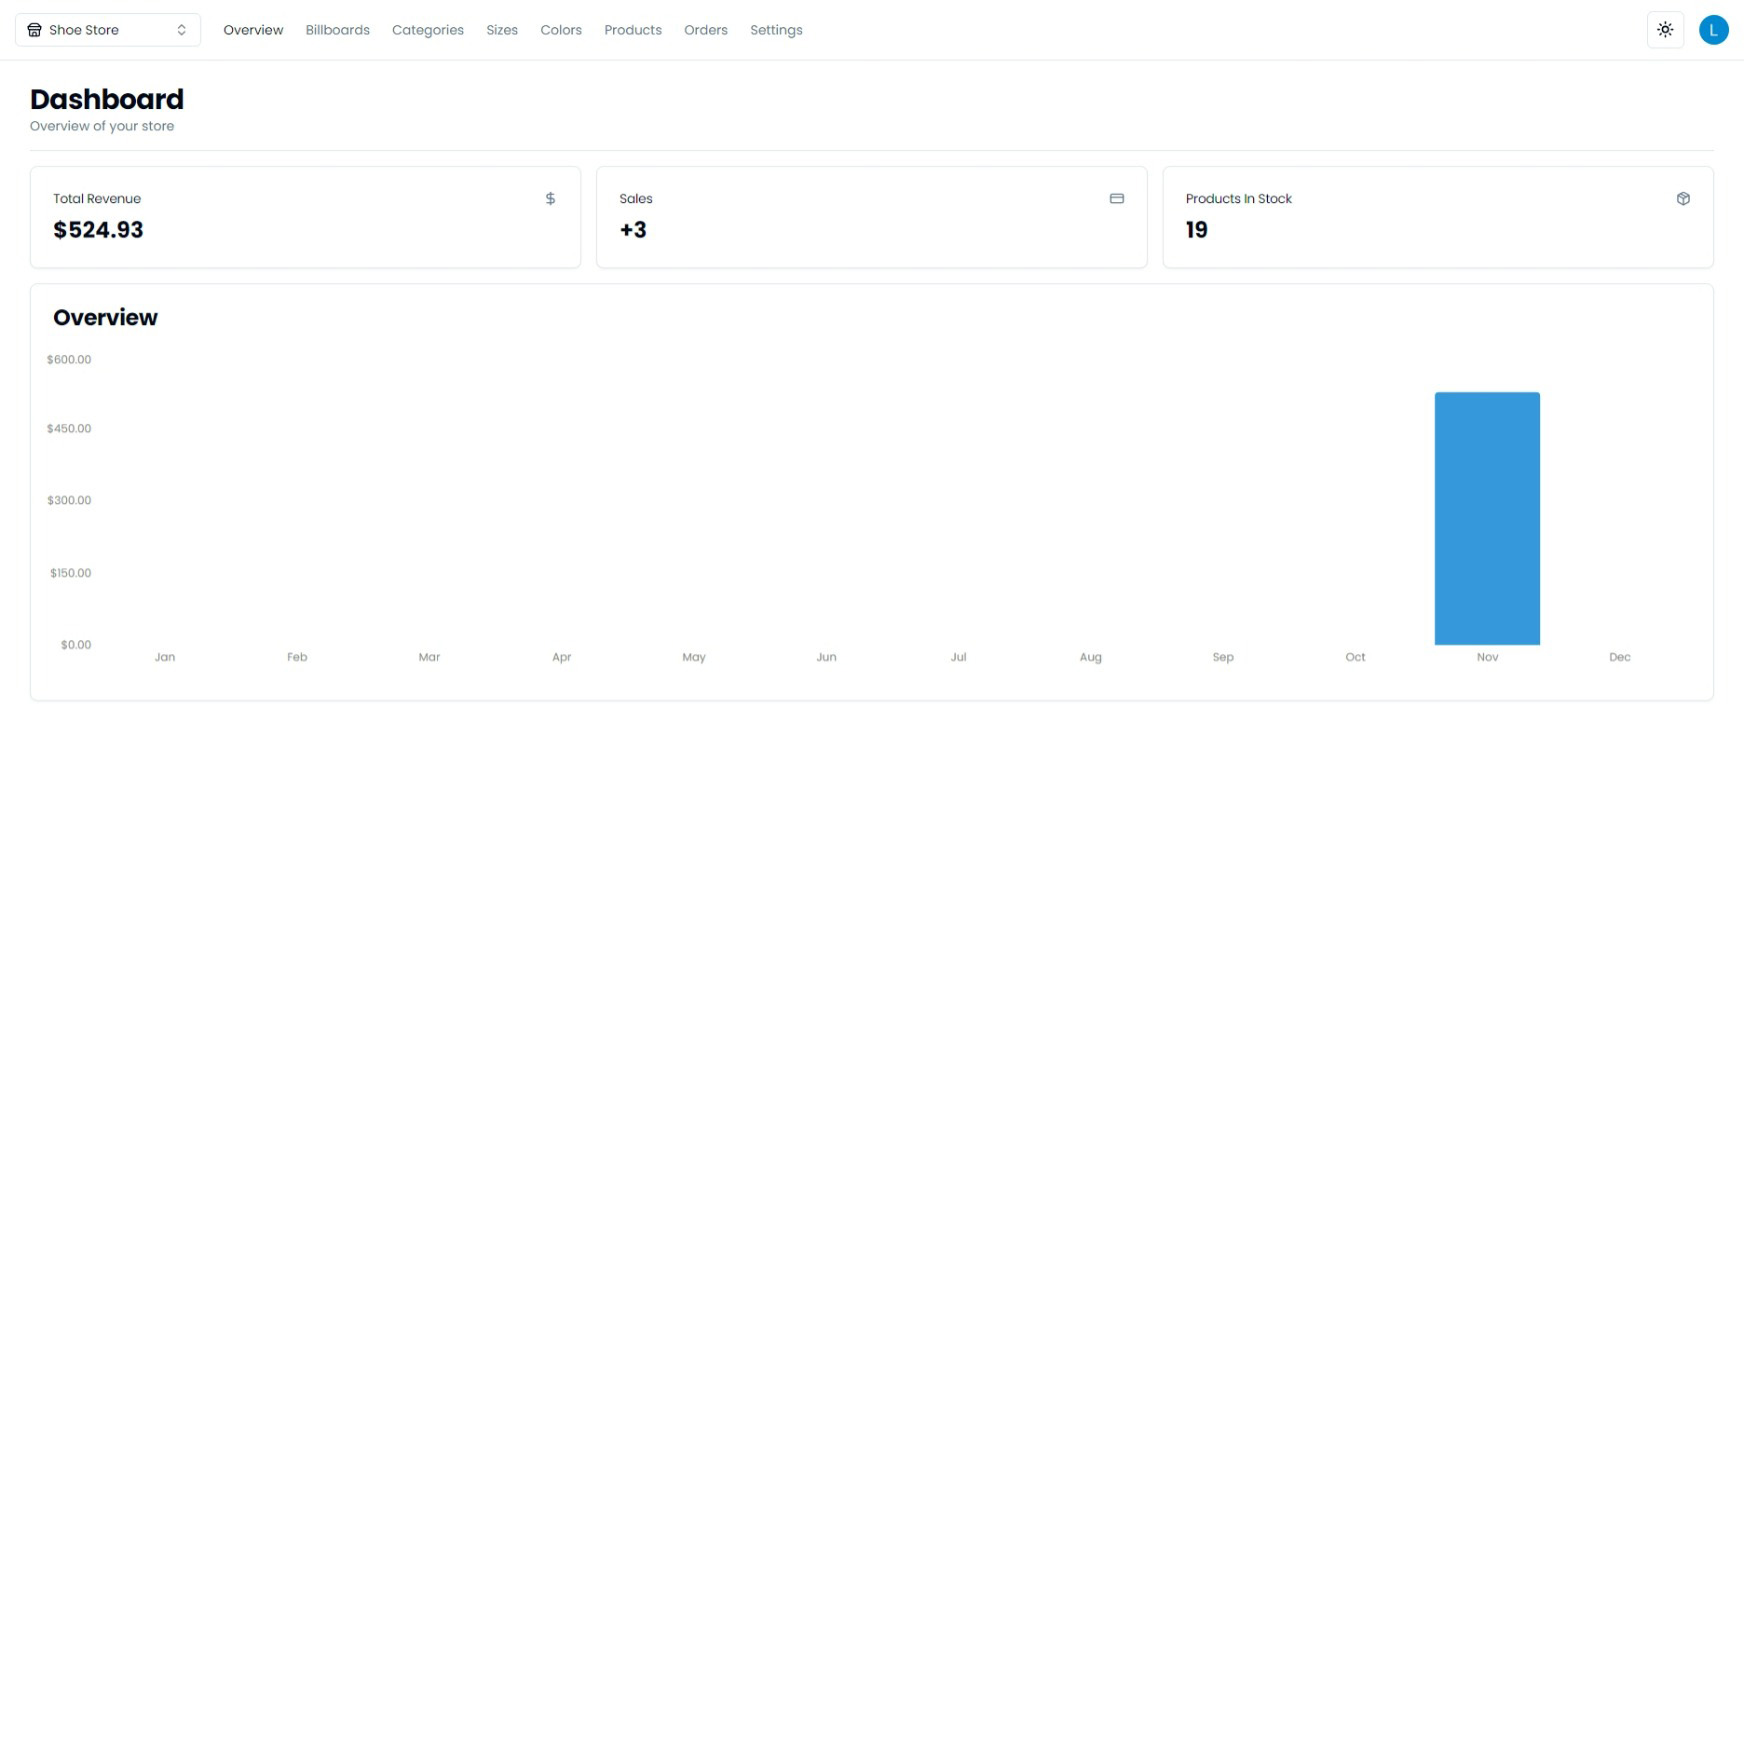 Shoe Store Overview Billboards Categories Sizes Colors Products Orders Settings L
Dashboard
Overview of your store
Total Revenue
$524.93
Sales
+3
Products In Stock
19
Overview
$600.00
$450.00
$300.00
$150.00
$0.00
Jan Feb Mar Apr May Jun Jul Aug Sep Oct Nov Dec